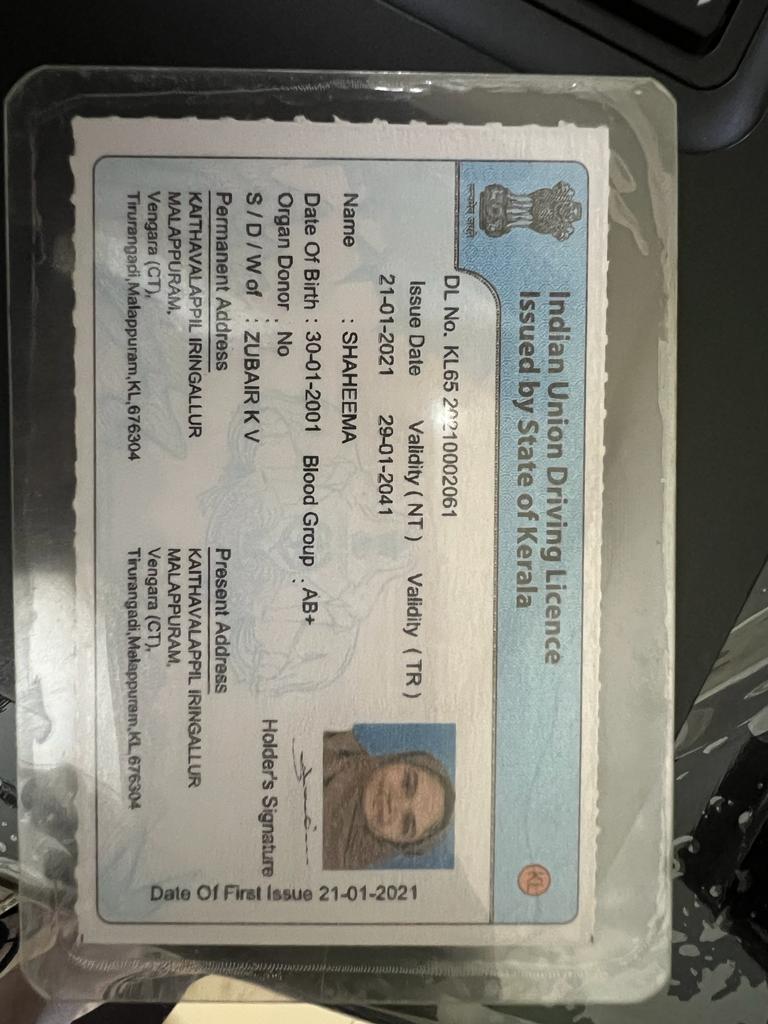 Indian Union Driving Licence
Issued by State of Kerala
KL
सत्यमेव जयते
DL No. KL65 20210002061
Issue Date Validity ( NT ) Validity ( TR )
21-01-2021 29-01-2041
Name : SHAHEEMA
Date Of Birth : 30-01-2001 Blood Group : AB+
Organ Donor : No
S / D / W of : ZUBAIR K V
Holder's Signature
Date Of First Issue 21-01-2021
Permanent Address
KAITHAVALAPPIL IRINGALLUR
MALAPPURAM,
Vengara (CT),
Tirurangadi,Malappuram,KL,676304
Present Address
KAITHAVALAPPIL IRINGALLUR
MALAPPURAM,
Vengara (CT),
Tirurangadi,Malappuram,KL,676304